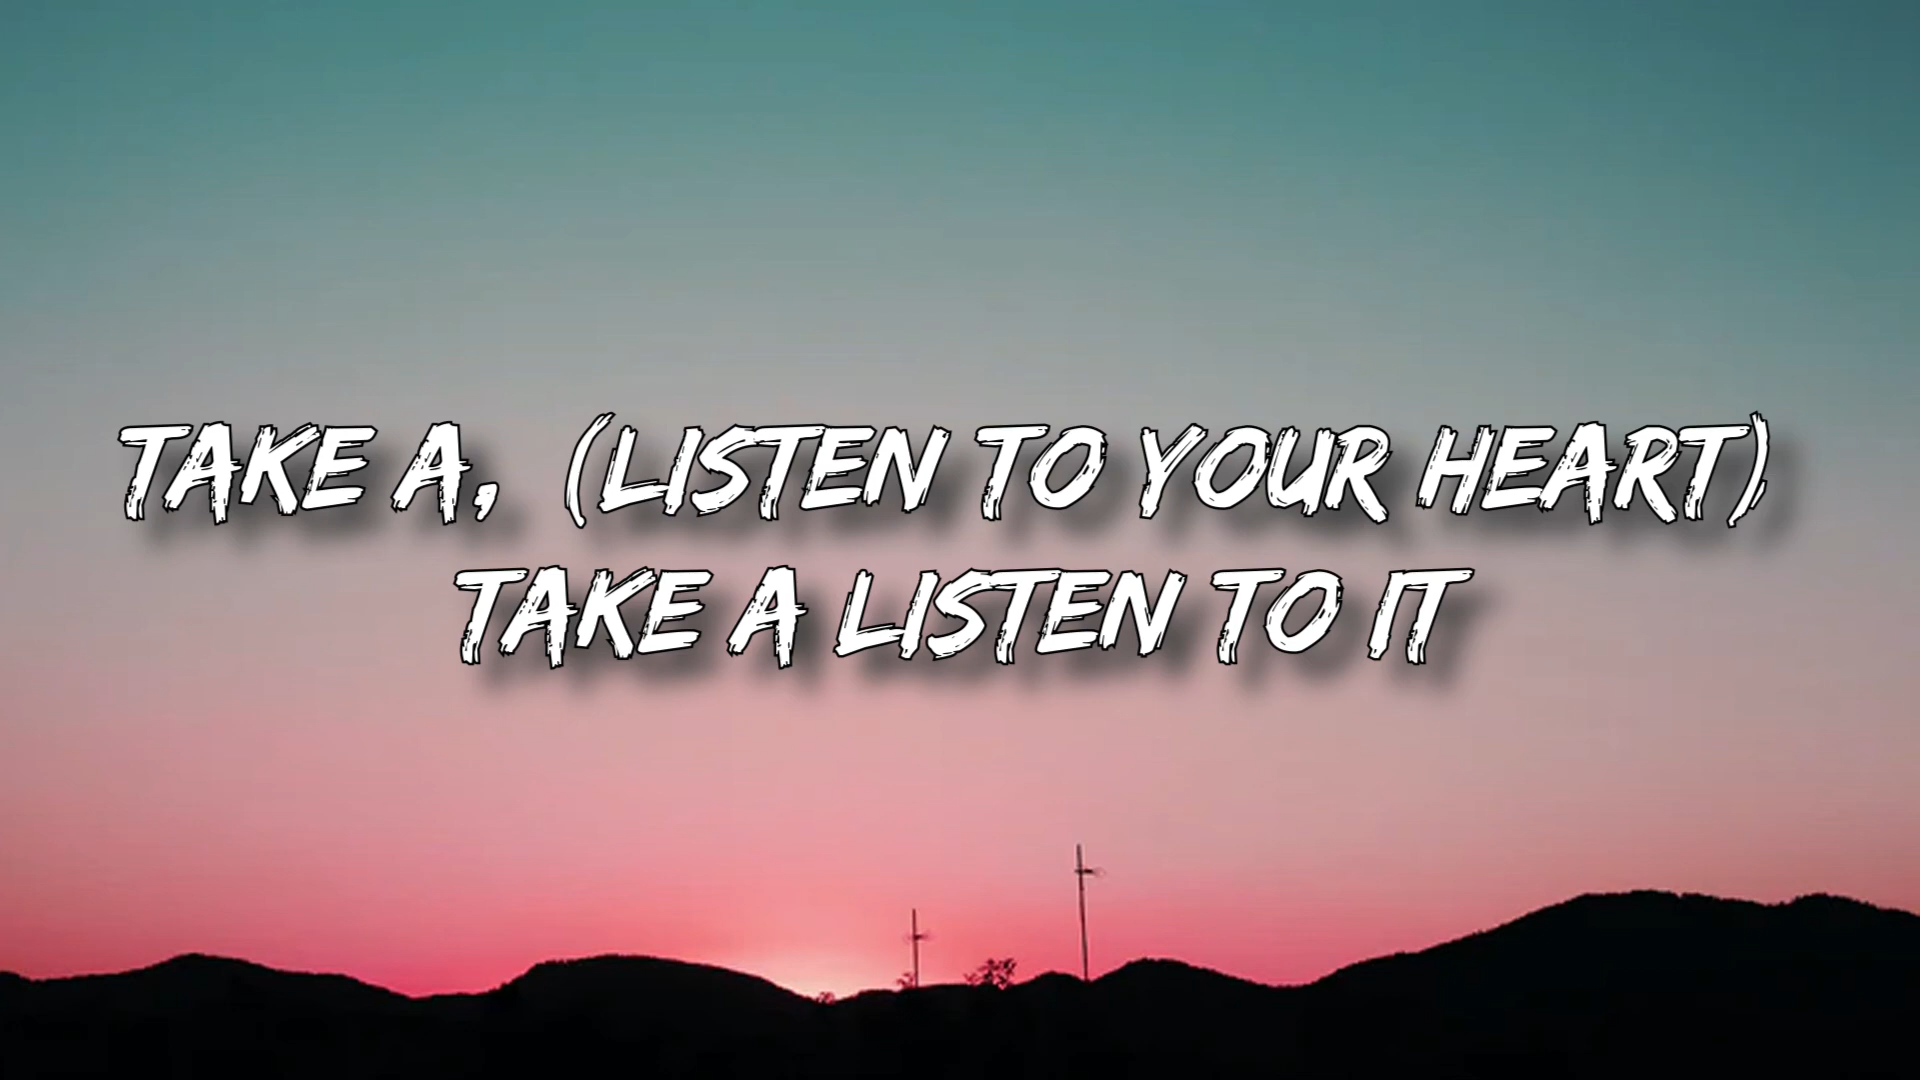 TAKE A, (LISTEN TO YOUR HEART)
TAKE A LISTEN TO IT